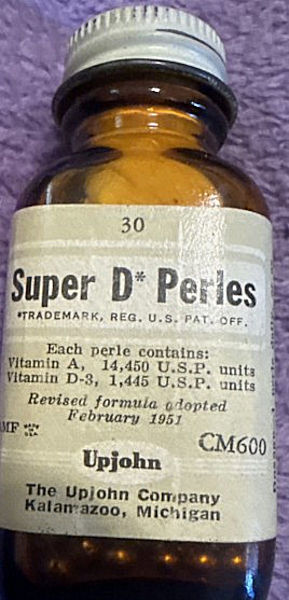 30
Super D* Perles
*TRADEMARK, REG. U.S. PAT. OFF.
Each perle contains:
Vitamin A, 14,450 U.S.P. units
Vitamin D-3, 1,445 U.S.P. units
Revised formula adopted
February 1951
MF
CM600
Upjohn
The Upjohn Company
Kalamazoo, Michigan